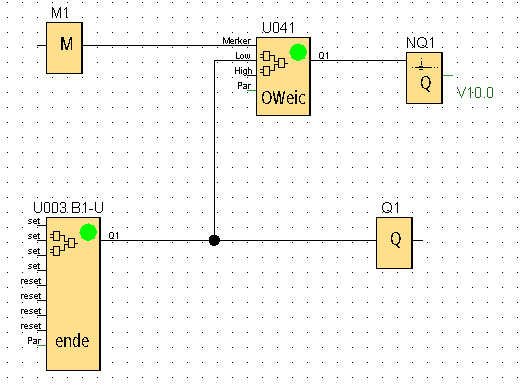 M1
M
U041
Merker
Low
High
Par
OWeic
Q1
NQ1
Q
V10.0
U003.B1-U
set
set
set
set
reset
reset
reset
reset
Par
ende
Q1
Q1
Q